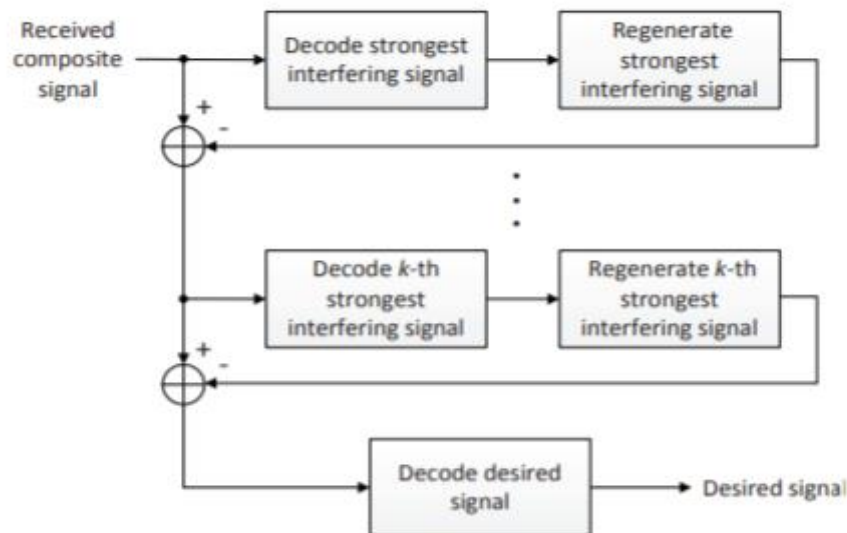 Received
composite
signal
Decode strongest
interfering signal
Regenerate
strongest
interfering signal
+
-
Decode k-th
strongest
interfering signal
Regenerate k-th
strongest
interfering signal
+
-
Decode desired
signal
Desired signal